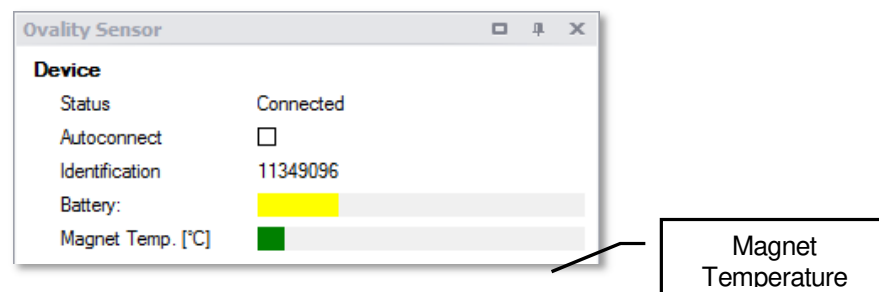 Ovality Sensor
Device
Status Connected
Autoconnect
Identification 11349096
Battery:
Magnet Temp. [°C]
Magnet
Temperature